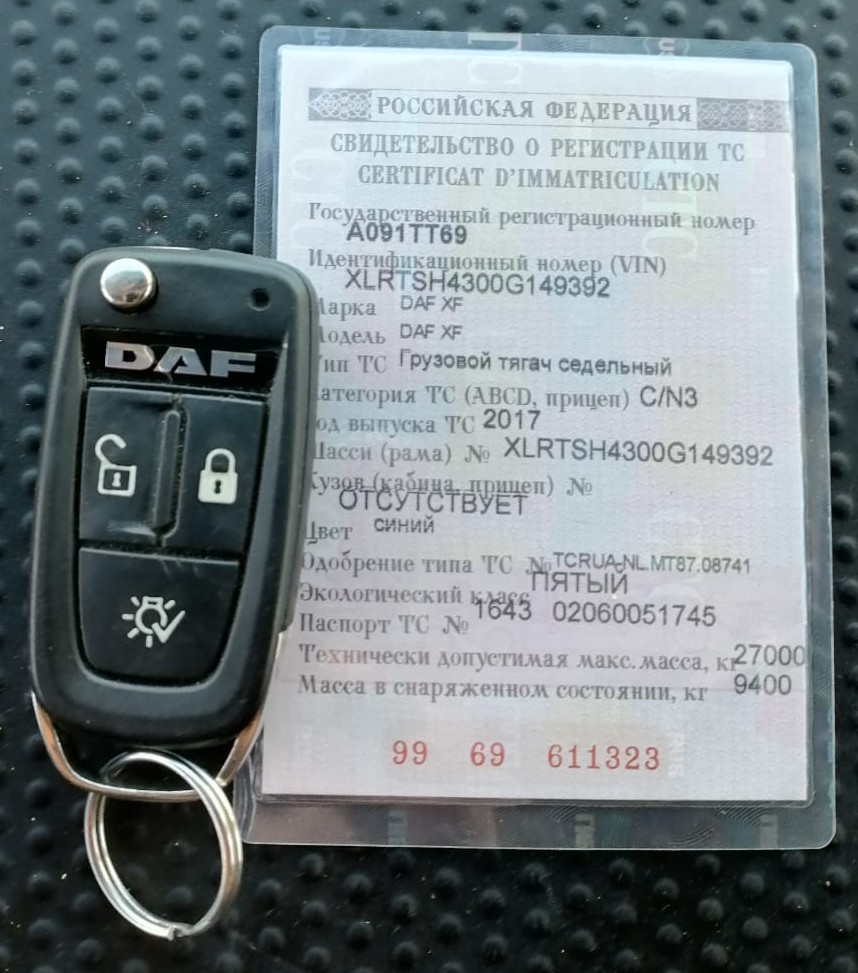 DAF
РОССИЙСКАЯ ФЕДЕРАЦИЯ
СВИДЕТЕЛЬСТВО О РЕГИСТРАЦИИ ТС
CERTIFICAT D'IMMATRICULATION
Государственный регистрационный номер
А091ТТ69
Идентификационный номер (VIN)
XLRTSH4300G149392
Марка DAF XF
Модель DAF XF
Тип ТС Грузовой тягач седельный
Категория ТС (ABCD, прицеп) C/N3
Год выпуска ТС 2017
Шасси (рама) № XLRTSH4300G149392
Кузов (кабина, прицеп) №
ОТСУТСТВУЕТ
Цвет СИНИЙ
Одобрение типа ТС № TCRUA-NL.MT87.08741
Экологический класс ПЯТЫЙ
Паспорт ТС № 1643 02060051745
Технически допустимая макс. масса, кг 27000
Масса в снаряженном состоянии, кг 9400
99 69 611323